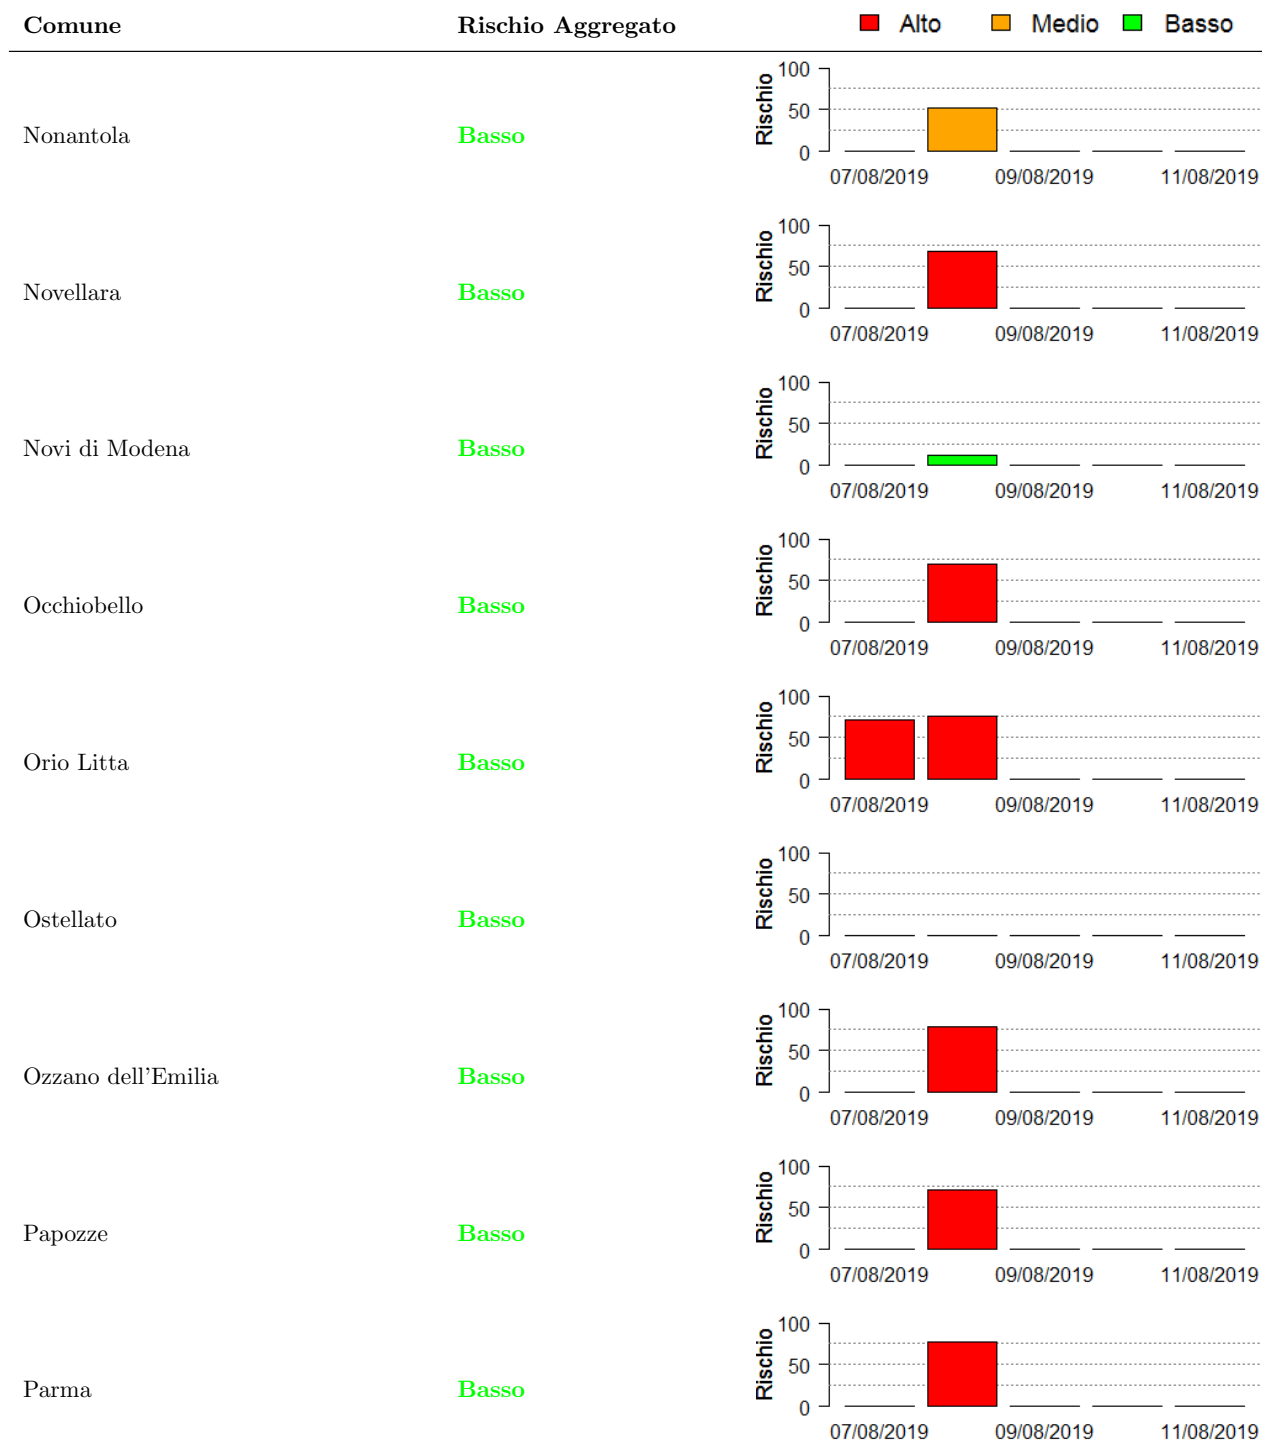 Comune Rischio Aggregato Alto Medio Basso
Nonantola Basso Rischio 100 50 0
07/08/2019 09/08/2019 11/08/2019
Novellara Basso Rischio 100 50 0
07/08/2019 09/08/2019 11/08/2019
Novi di Modena Basso Rischio 100 50 0
07/08/2019 09/08/2019 11/08/2019
Occhiobello Basso Rischio 100 50 0
07/08/2019 09/08/2019 11/08/2019
Orio Litta Basso Rischio 100 50 0
07/08/2019 09/08/2019 11/08/2019
Ostellato Basso Rischio 100 50 0
07/08/2019 09/08/2019 11/08/2019
Ozzano dell'Emilia Basso Rischio 100 50 0
07/08/2019 09/08/2019 11/08/2019
Papozze Basso Rischio 100 50 0
07/08/2019 09/08/2019 11/08/2019
Parma Basso Rischio 100 50 0
07/08/2019 09/08/2019 11/08/2019